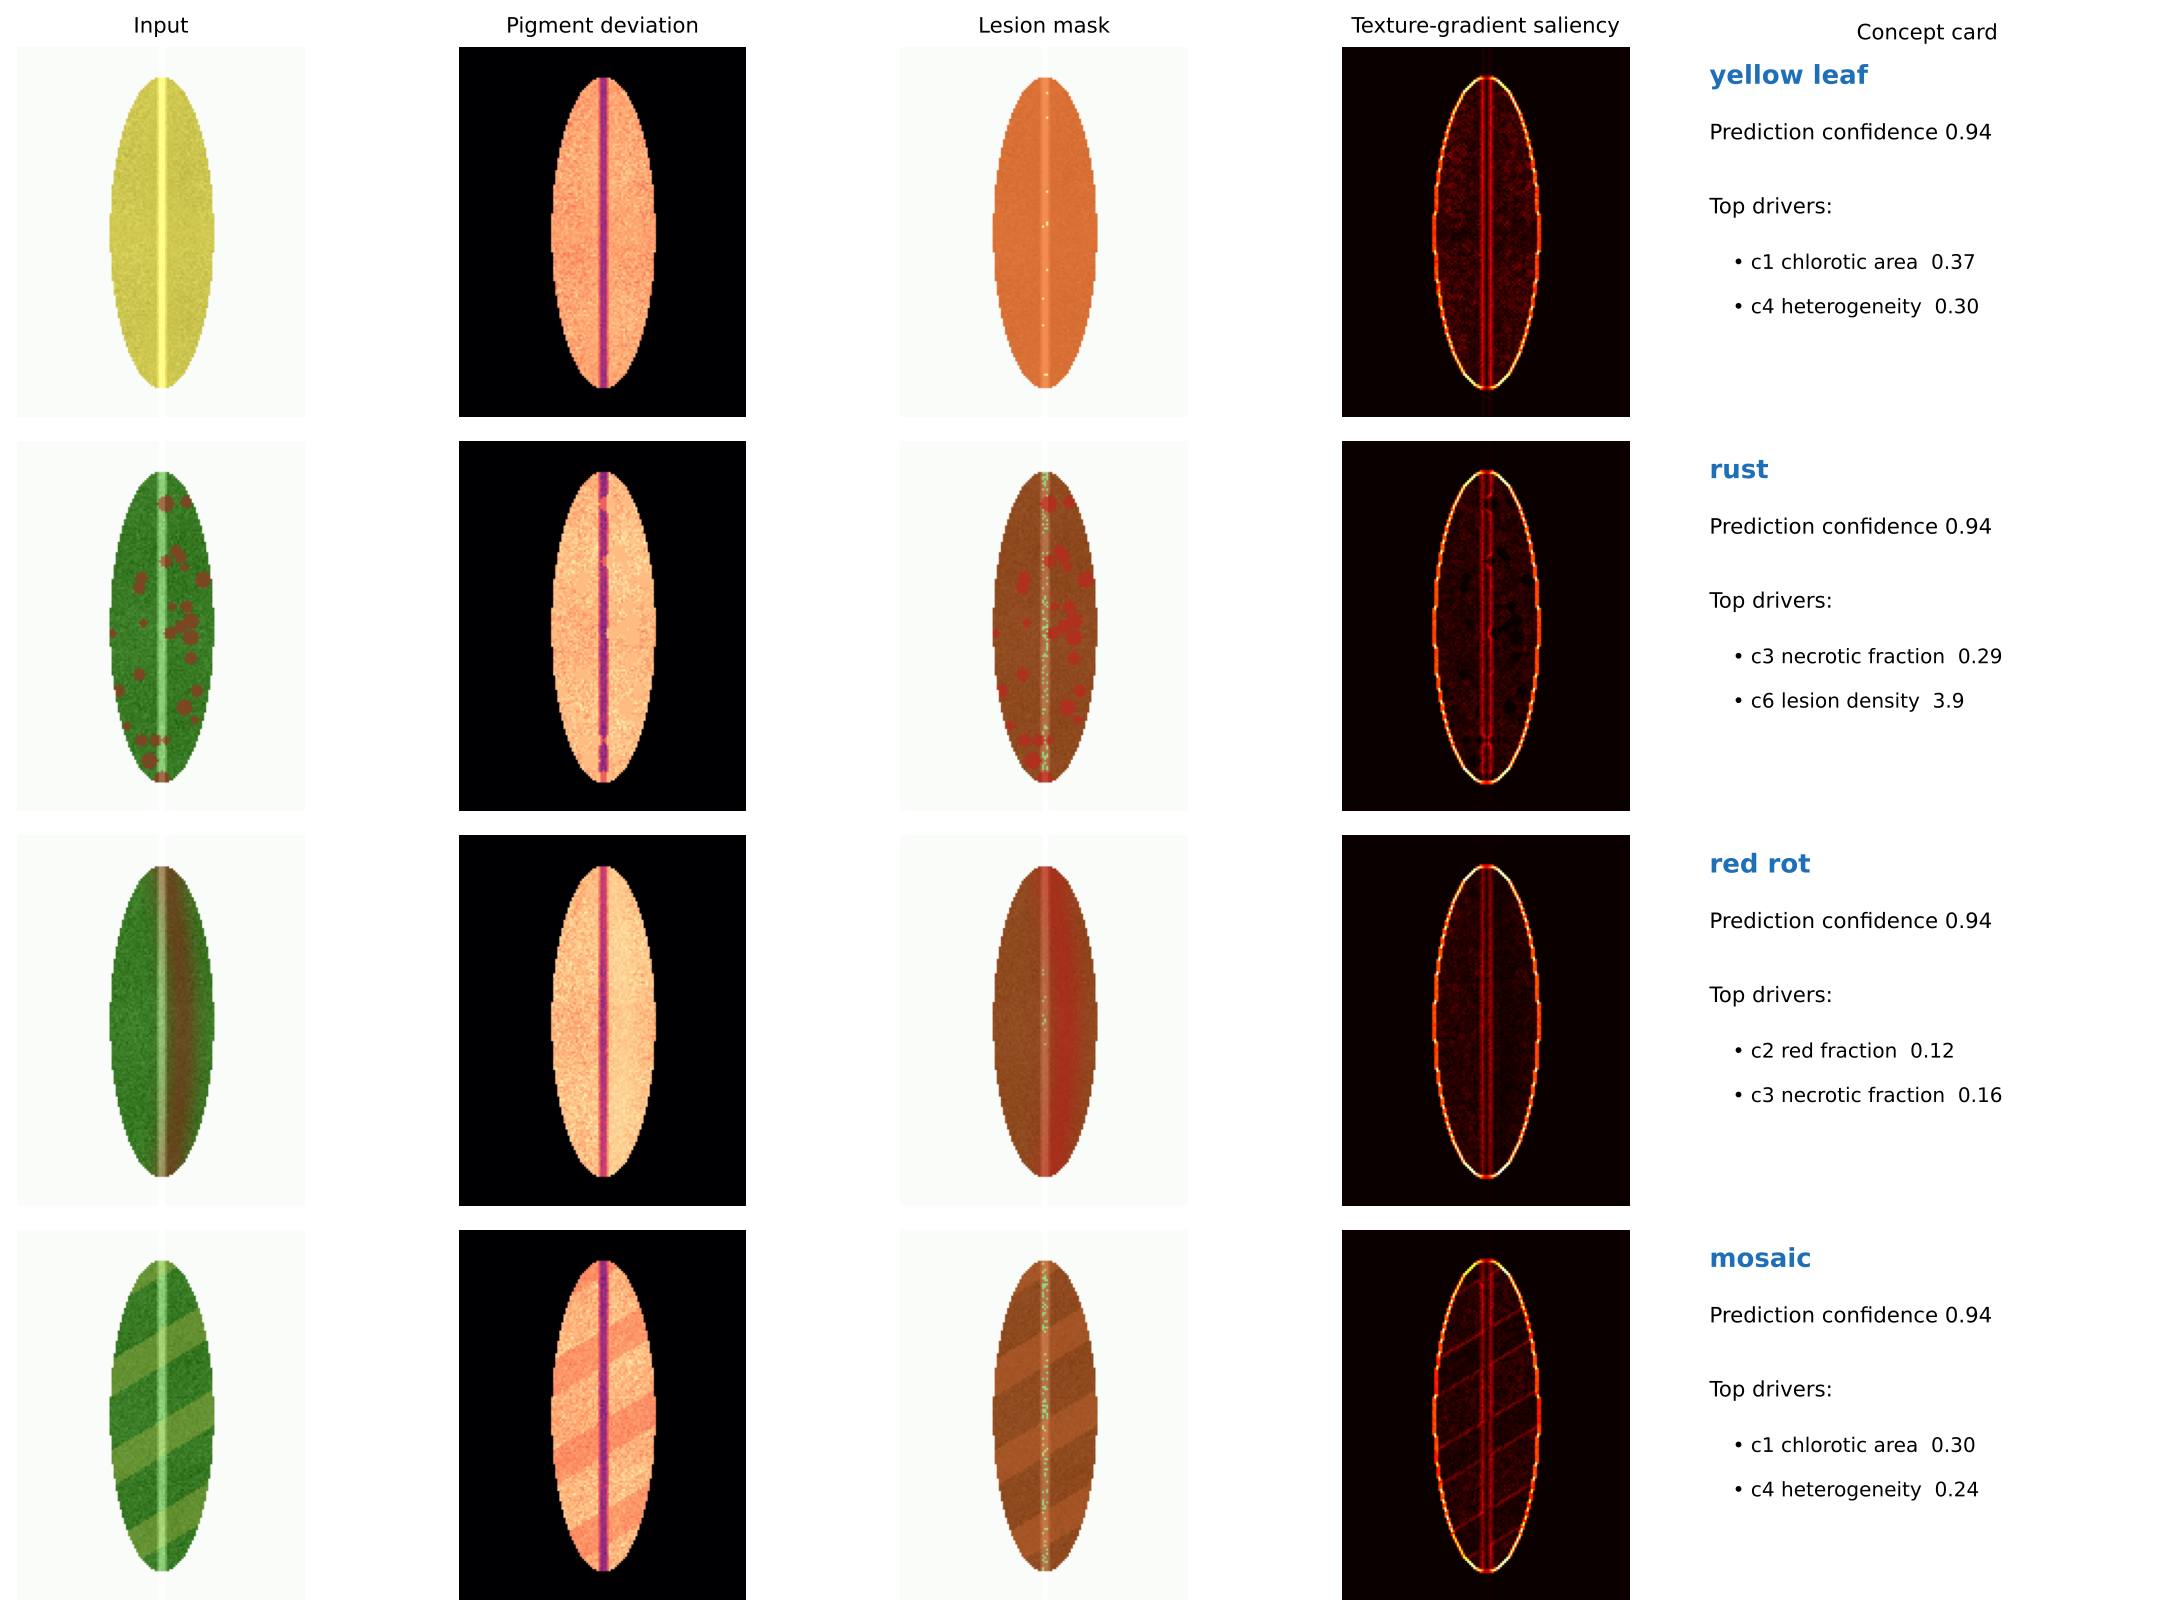 Input
Pigment deviation
Lesion mask
Texture-gradient saliency
Concept card
yellow leaf
Prediction confidence 0.94
Top drivers:
• c1 chlorotic area 0.37
• c4 heterogeneity 0.30
rust
Prediction confidence 0.94
Top drivers:
• c3 necrotic fraction 0.29
• c6 lesion density 3.9
red rot
Prediction confidence 0.94
Top drivers:
• c2 red fraction 0.12
• c3 necrotic fraction 0.16
mosaic
Prediction confidence 0.94
Top drivers:
• c1 chlorotic area 0.30
• c4 heterogeneity 0.24